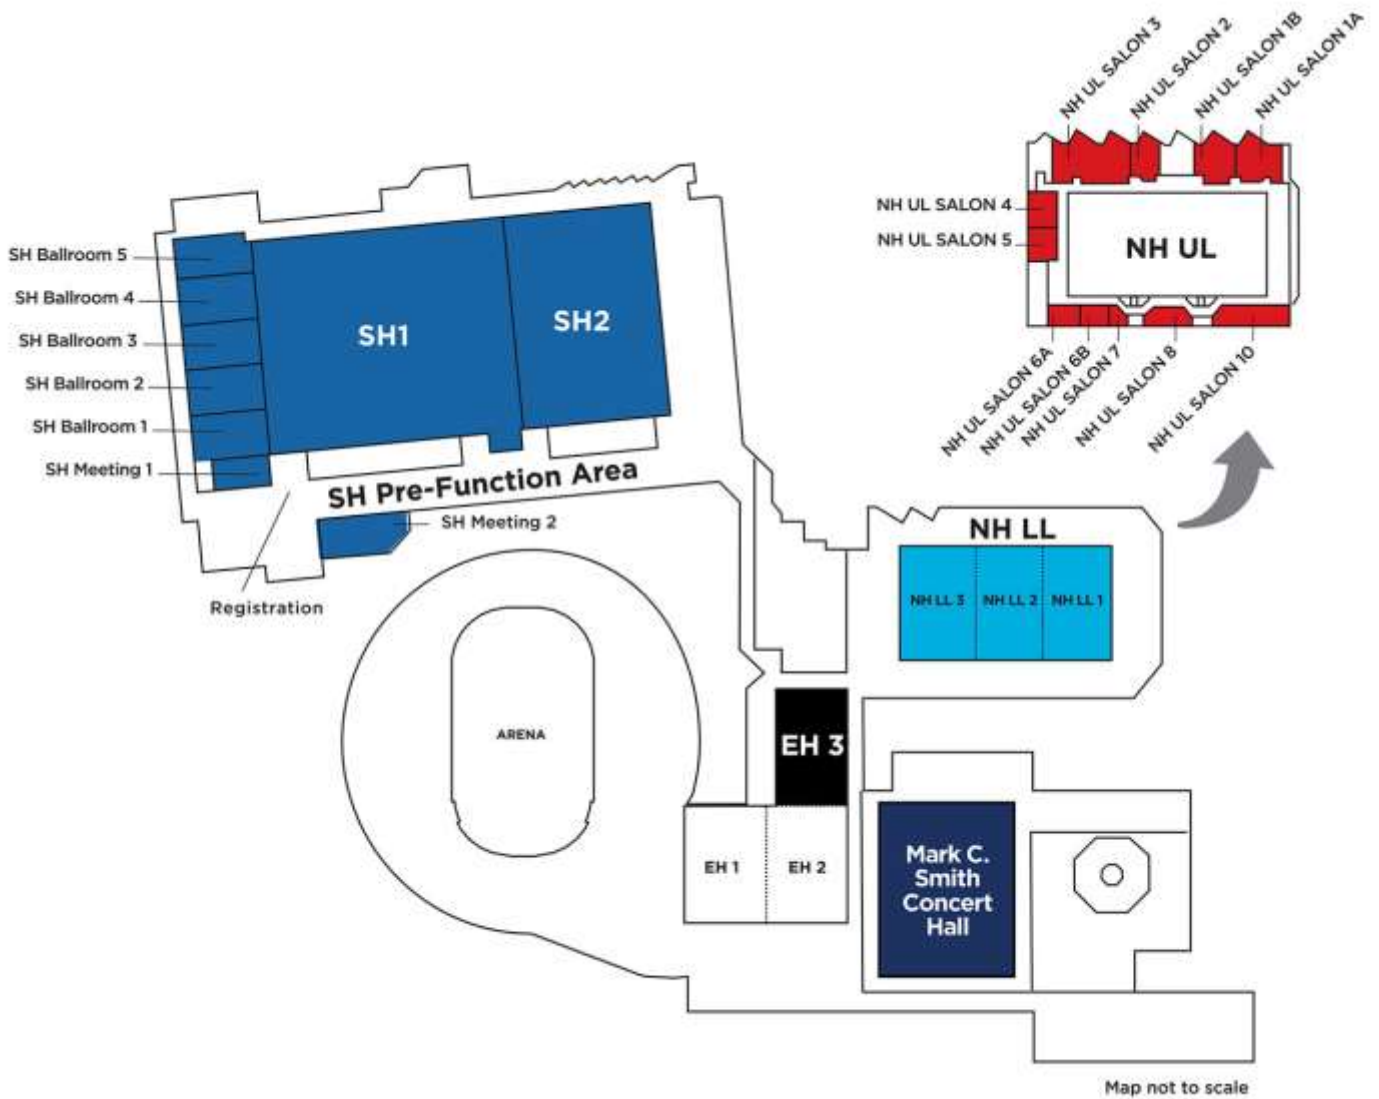 NH UL SALON 3
NH UL SALON 2
NH UL SALON 1B
NH UL SALON 1A
NH UL SALON 4
NH UL SALON 5
NH UL
NH UL SALON 6A
NH UL SALON 6B
NH UL SALON 7
NH UL SALON 8
NH UL SALON 10
SH Ballroom 5
SH Ballroom 4
SH Ballroom 3
SH Ballroom 2
SH Ballroom 1
SH Meeting 1
SH1
SH2
SH Pre-Function Area
SH Meeting 2
Registration
NH LL
NH LL 3
NH LL 2
NH LL 1
ARENA
EH 3
EH 1
EH 2
Mark C.
Smith
Concert
Hall
Map not to scale